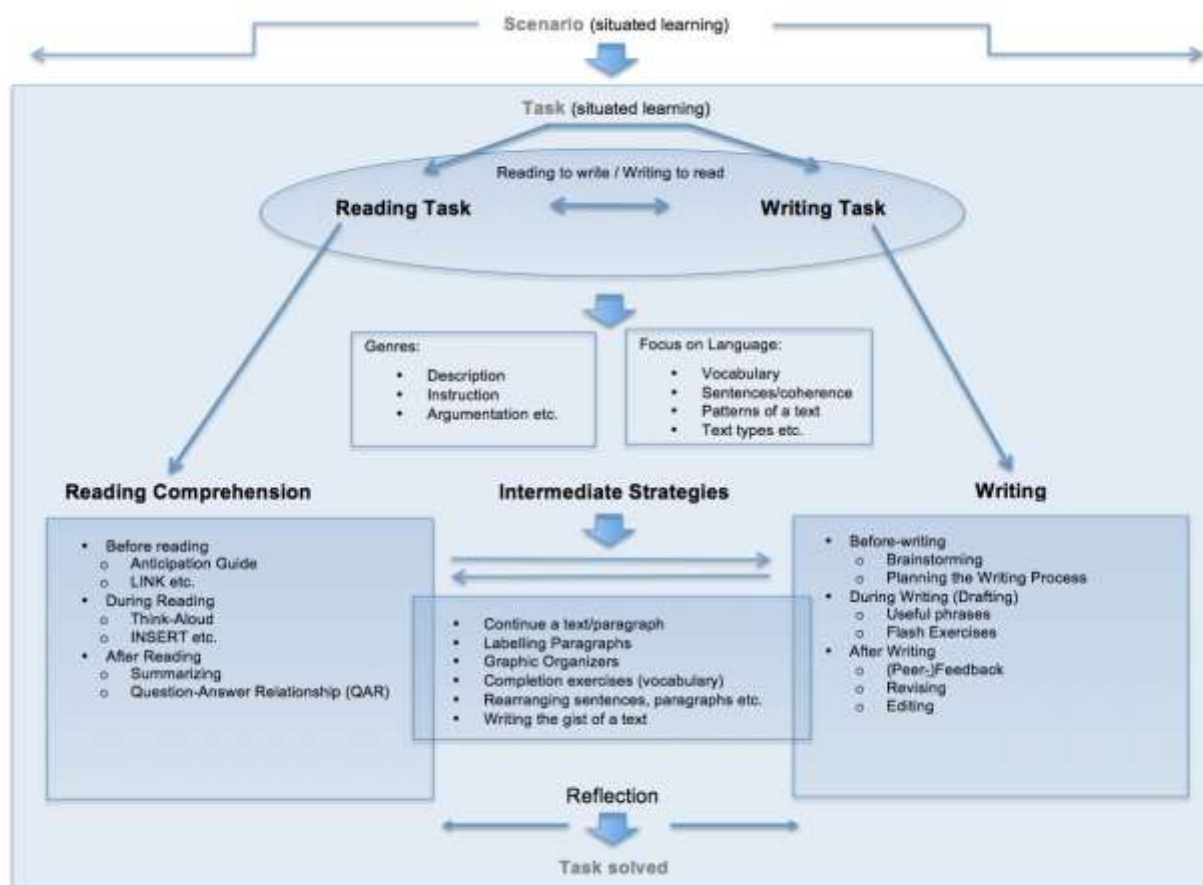 Scenario (situated learning)
Task (situated learning)
Reading to write / Writing to read
Reading Task
Writing Task
Genres:
• Description
• Instruction
• Argumentation etc.
Focus on Language:
• Vocabulary
• Sentences/coherence
• Patterns of a text
• Text types etc.
Reading Comprehension
• Before reading
o Anticipation Guide
o LINK etc.
• During Reading
o Think-Aloud
o INSERT etc.
• After Reading
o Summarizing
o Question-Answer Relationship (QAR)
Intermediate Strategies
• Continue a text/paragraph
• Labelling Paragraphs
• Graphic Organizers
• Completion exercises (vocabulary)
• Rearranging sentences, paragraphs etc.
• Writing the gist of a text
Writing
• Before-writing
o Brainstorming
o Planning the Writing Process
• During Writing (Drafting)
o Useful phrases
o Flash Exercises
• After Writing
o (Peer-)Feedback
o Revising
o Editing
Reflection
Task solved